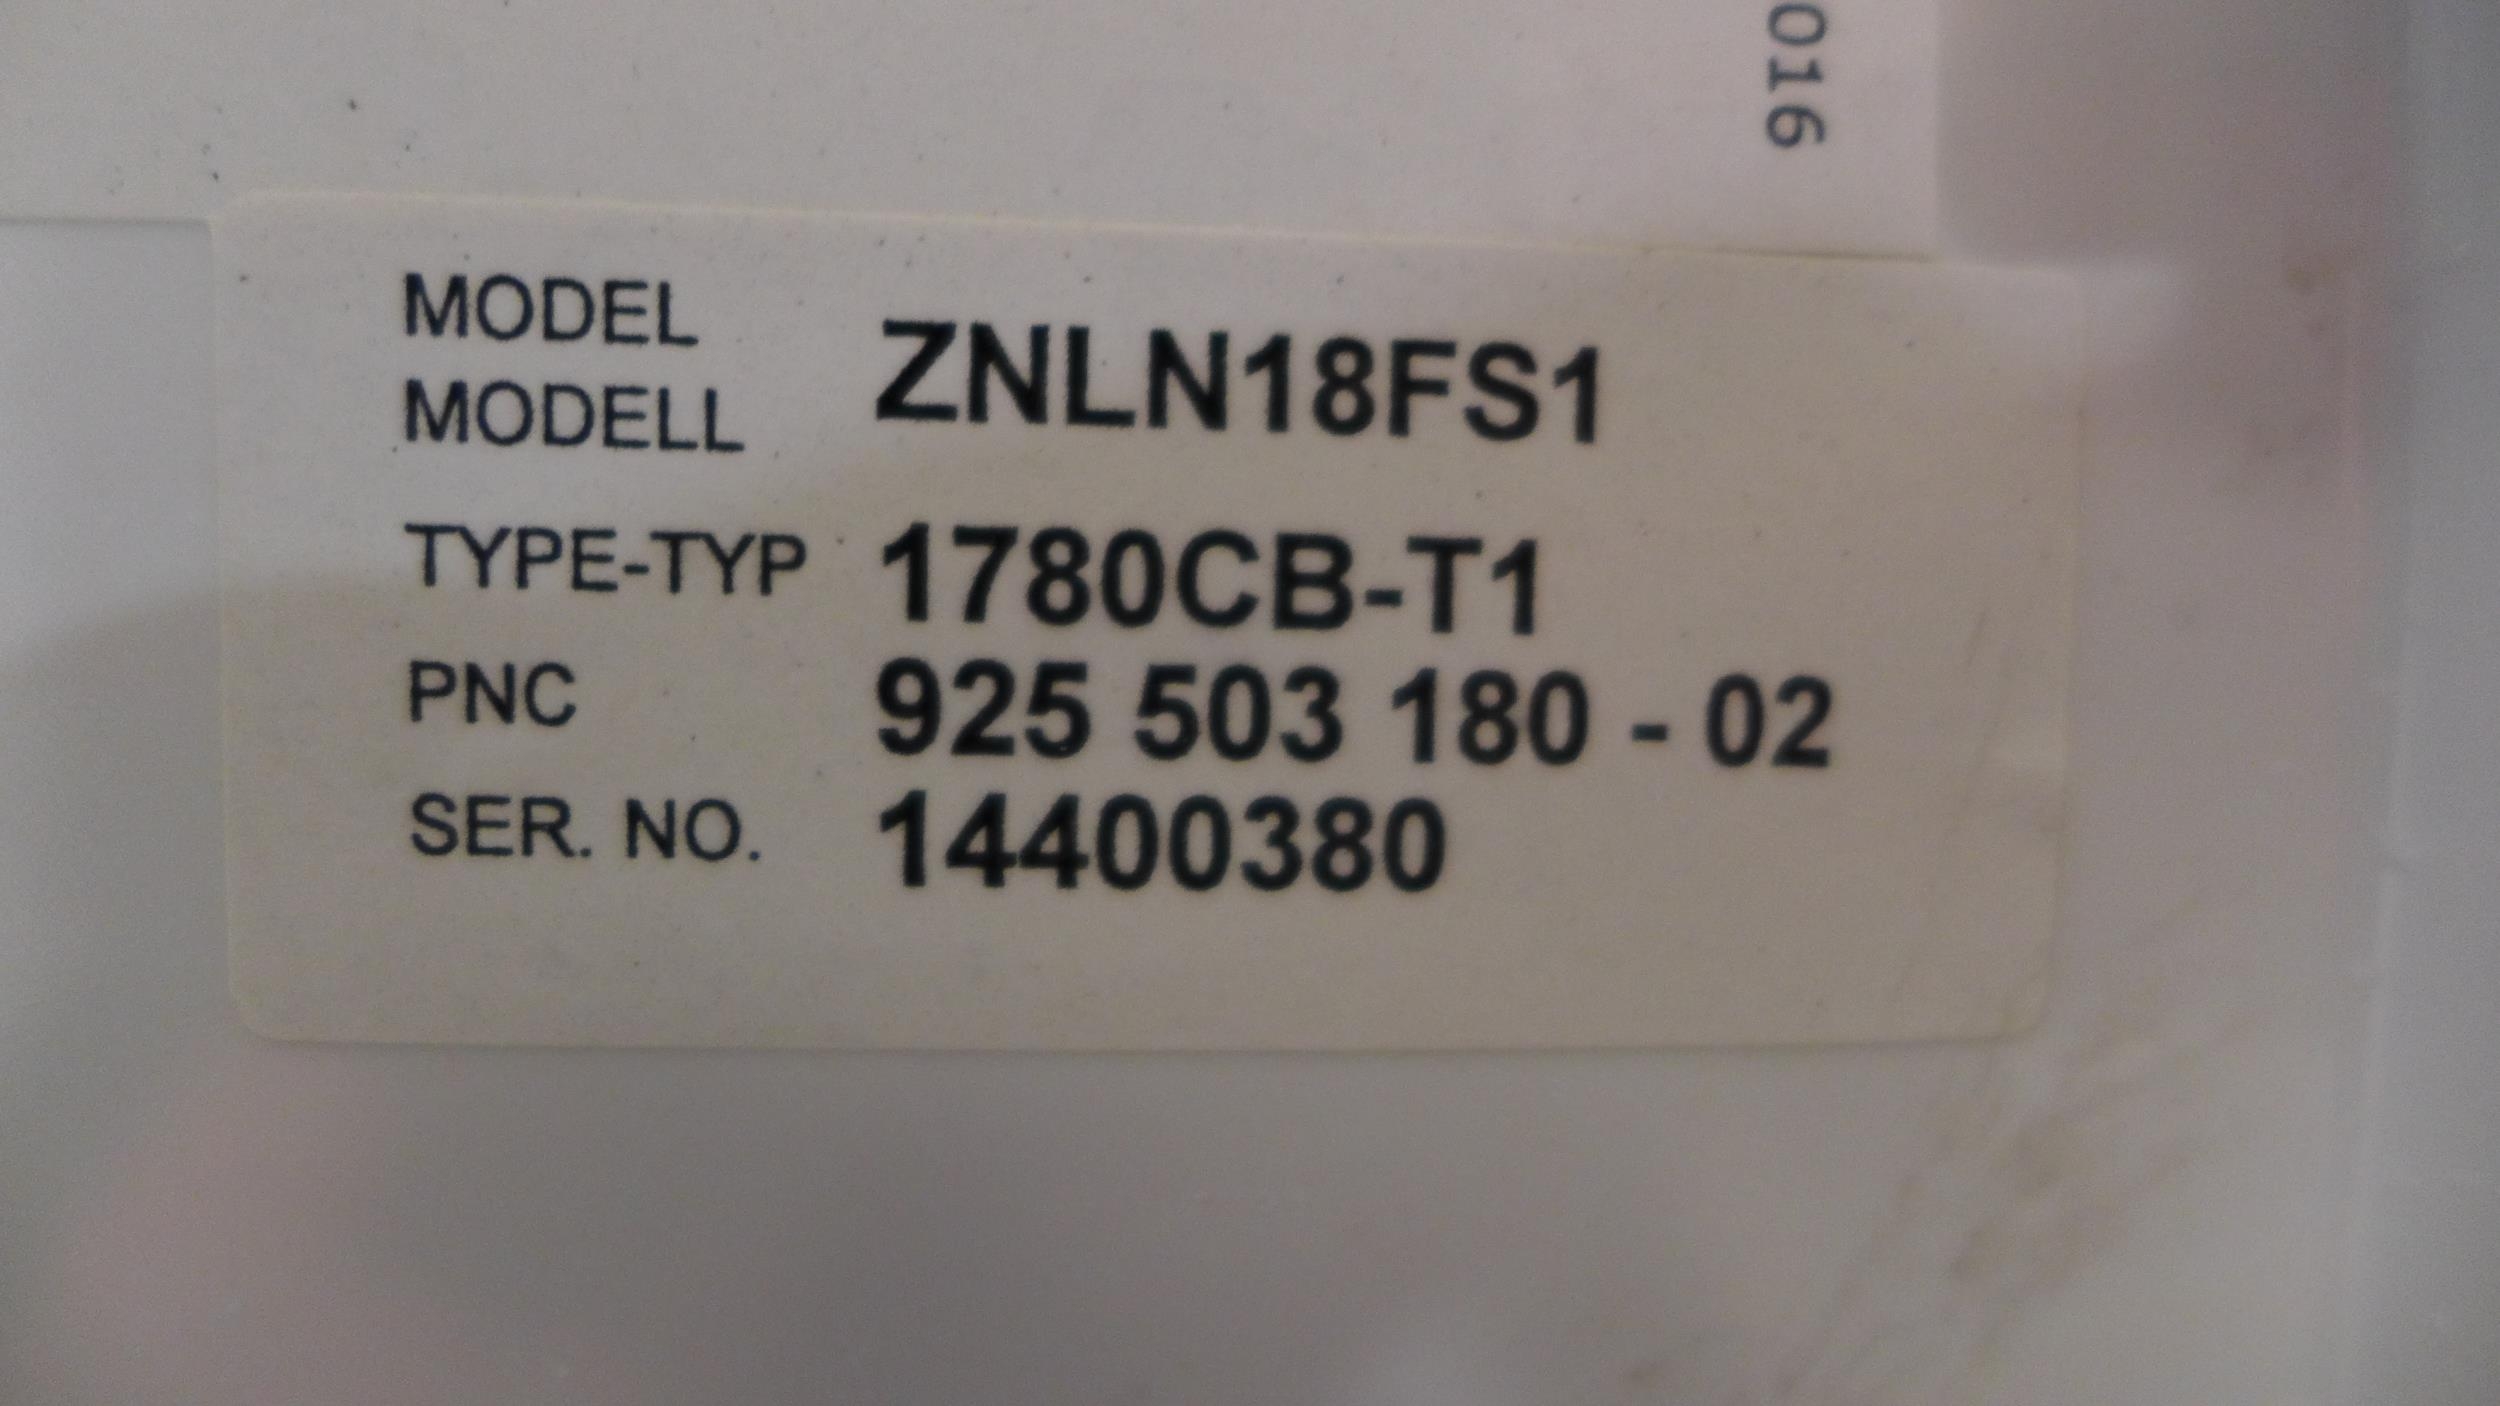 016
MODEL
MODELL ZNLN18FS1
TYPE-TYP 1780CB-T1
PNC 925 503 180 - 02
SER. NO. 14400380